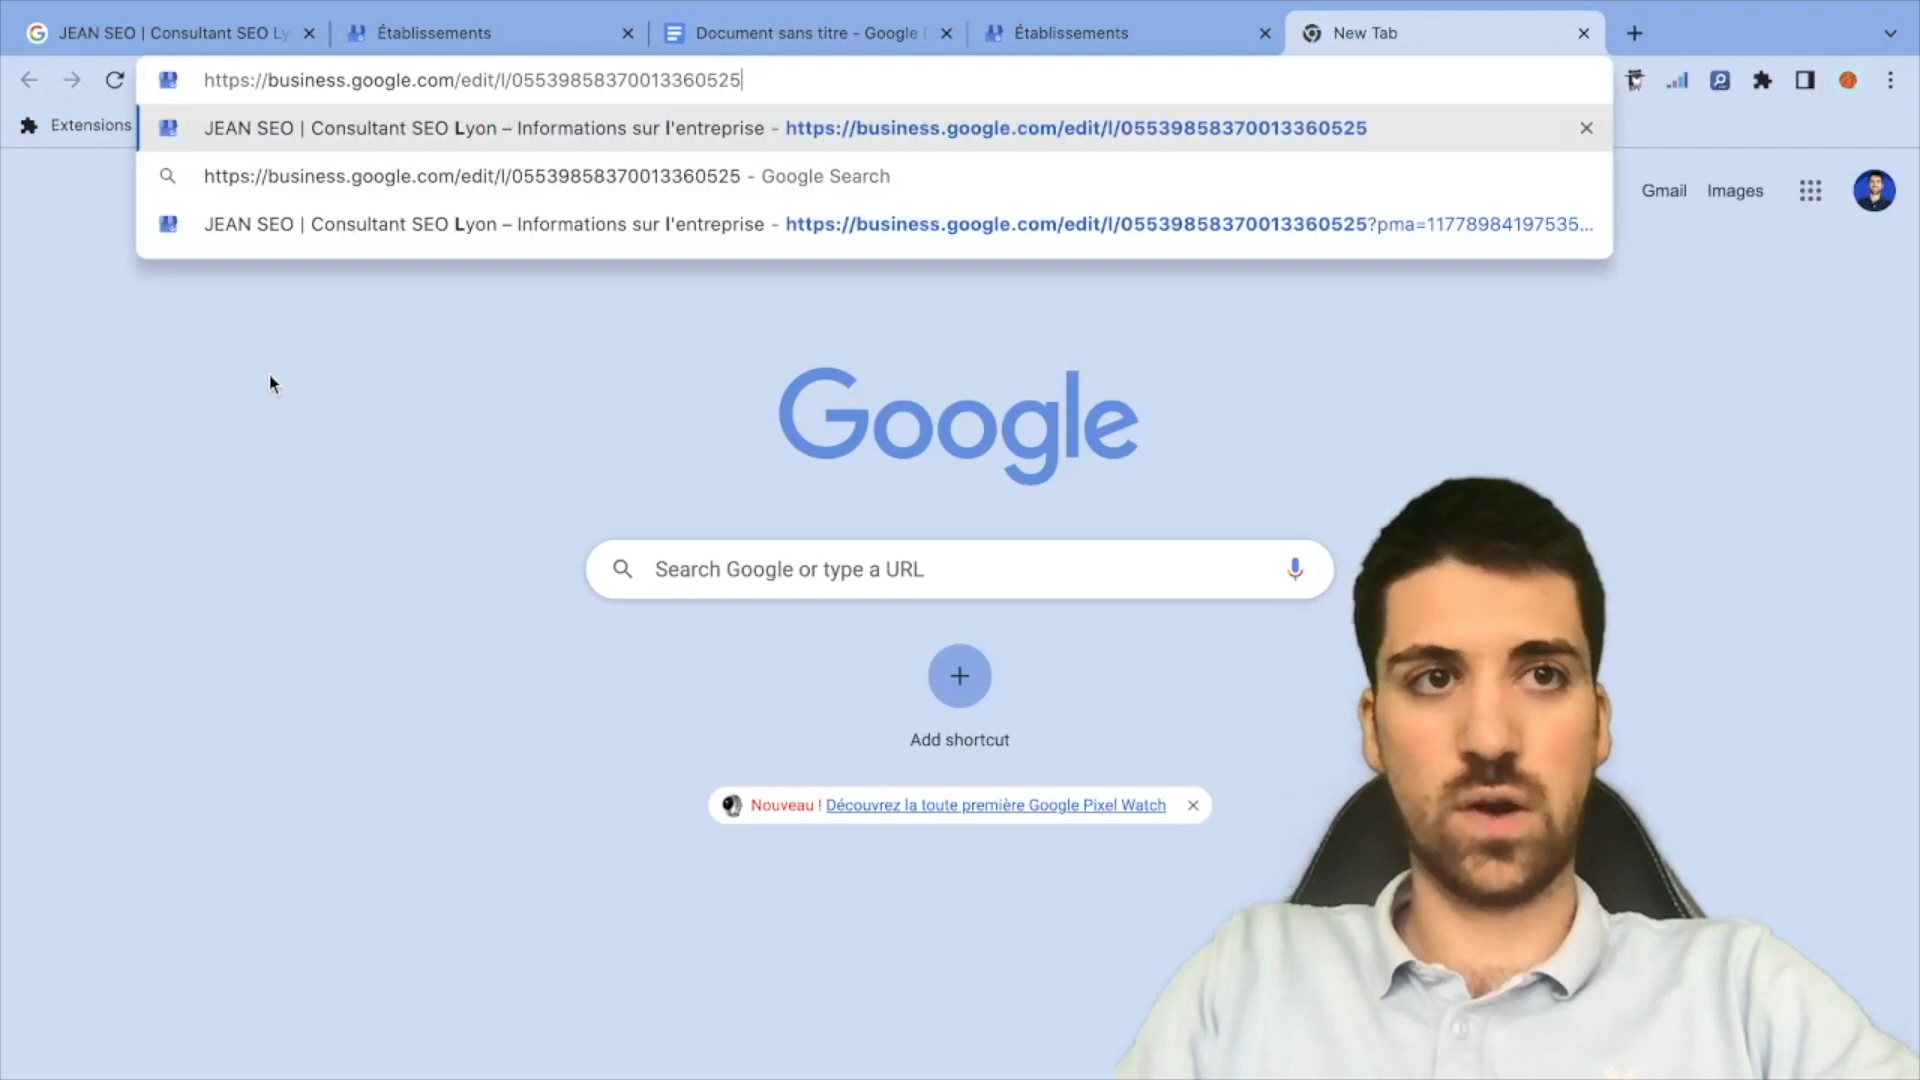 JEAN SEO | Consultant SEO Ly
Établissements
Document sans titre - Google
Établissements
New Tab
https://business.google.com/edit/l/05539858370013360525
Extensions
JEAN SEO | Consultant SEO Lyon – Informations sur l'entreprise - https://business.google.com/edit/l/05539858370013360525
https://business.google.com/edit/l/05539858370013360525 - Google Search
JEAN SEO | Consultant SEO Lyon – Informations sur l'entreprise - https://business.google.com/edit/l/05539858370013360525?pma=11778984197535...
Gmail
Images
Google
Search Google or type a URL
Add shortcut
Nouveau ! Découvrez la toute première Google Pixel Watch